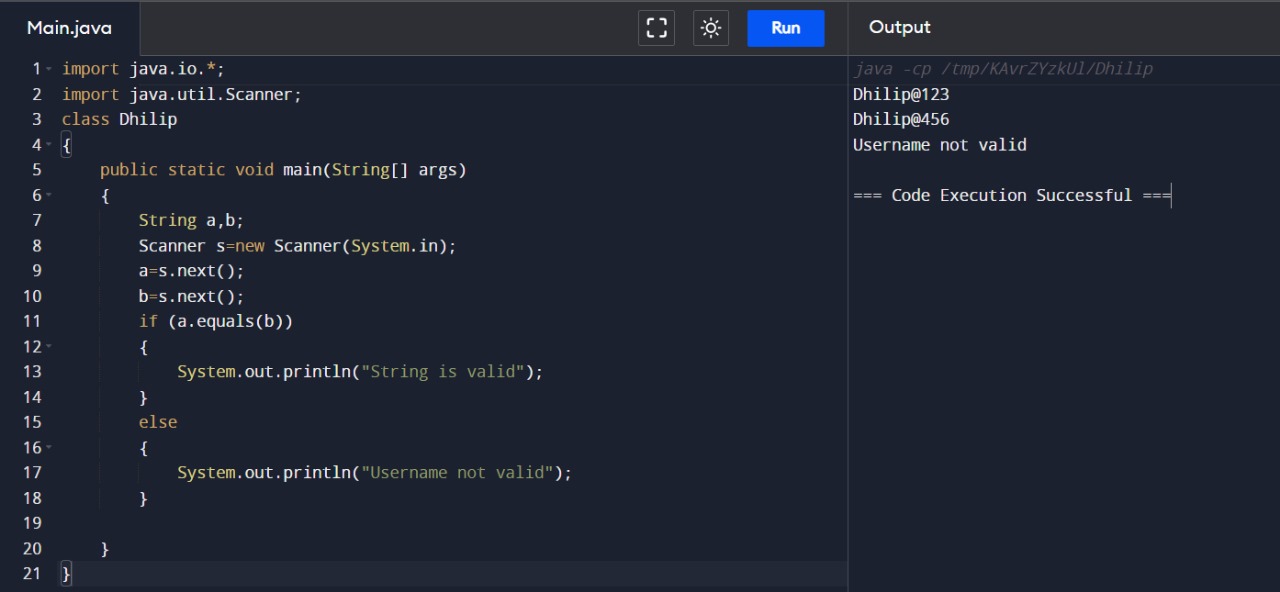 Main.java
Run
Output
1 import java.io.*;
2 import java.util.Scanner;
3 class Dhilip
4 {
5 public static void main(String[] args)
6 {
7 String a,b;
8 Scanner s=new Scanner(System.in);
9 a=s.next();
10 b=s.next();
11 if (a.equals(b))
12 {
13 System.out.println("String is valid");
14 }
15 else
16 {
17 System.out.println("Username not valid");
18 }
19
20 }
21 }
java -cp /tmp/KAvrZYzkUl/Dhilip
Dhilip@123
Dhilip@456
Username not valid
=== Code Execution Successful ===